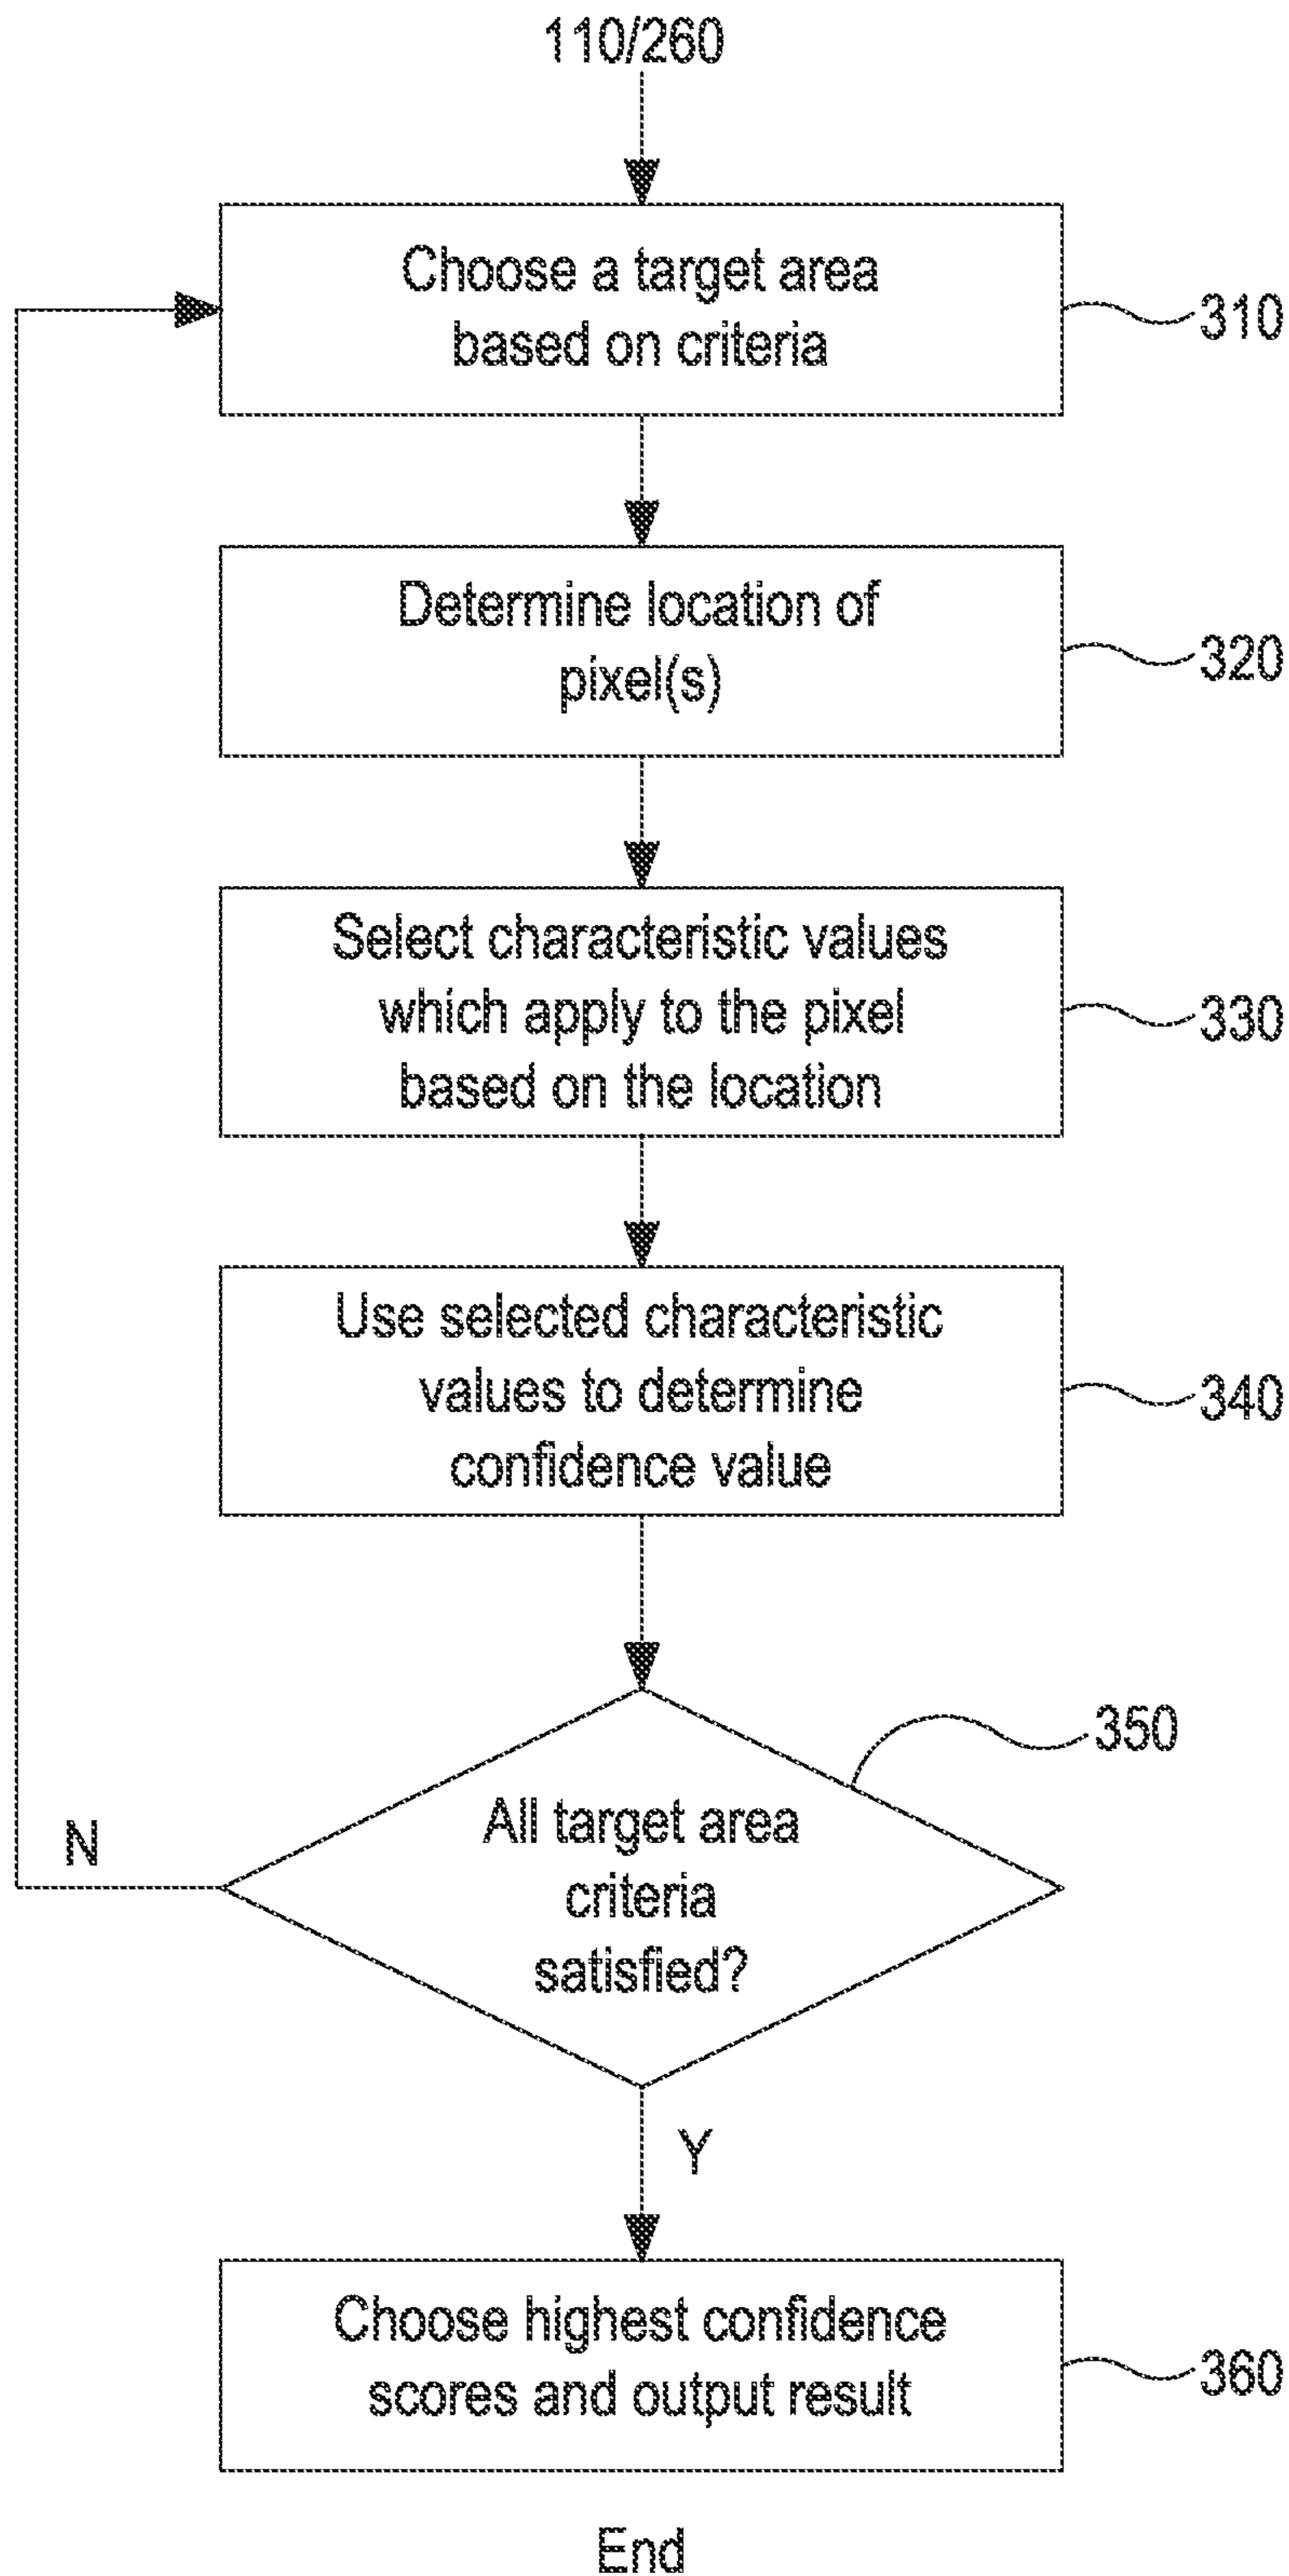 110/260
Choose a target area
based on criteria
310
Determine location of
pixel(s)
320
Select characteristic values
which apply to the pixel
based on the location
330
Use selected characteristic
values to determine
confidence value
340
350
All target area
criteria
satisfied?
N
Y
Choose highest confidence
scores and output result
360
End